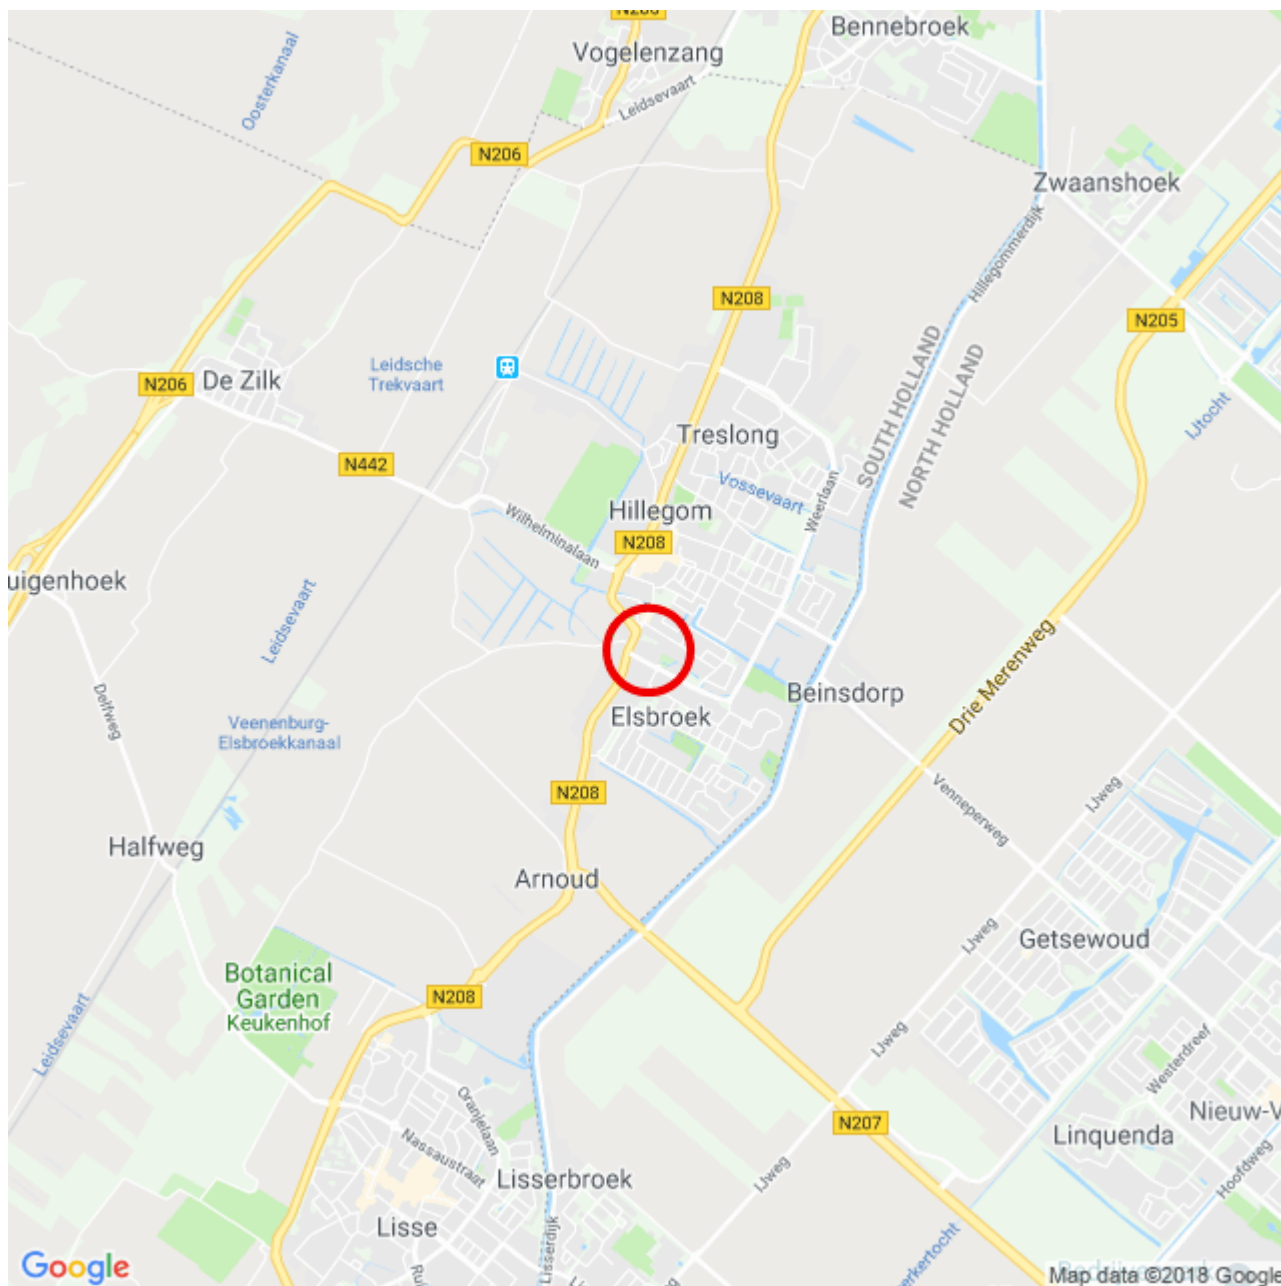 N206
Bennebroek
Vogelenzang
Oosterkanaal
Leidsevaart
N206
Zwaanshoek
Hillegommerdijk
N208
N205
SOUTH HOLLAND
NORTH HOLLAND
Leidsche
Trekvaart
De Zilk
N206
IJtocht
Treslong
N442
Vossevaart
Weerlaan
Hillegom
Wilhelminalaan
N208
uigenhoek
Leidsevaart
Drie Merenweg
Beinsdorp
Delfweg
Elsbroek
Veenenburg-
Elsbroekkanaal
N208
IJweg
Venneperweg
Halfweg
Arnoud
IJweg
Getsewoud
Botanical
Garden
Keukenhof
N208
Leidsevaart
IJweg
Westerdreef
Oranjelaan
N207
Nieuw-V
Nassaustraat
Linquenda
Lisserbroek
IJweg
Hoofdweg
Lisse
Lisserdijk
erkertocht
Google
Map data ©2018 Google